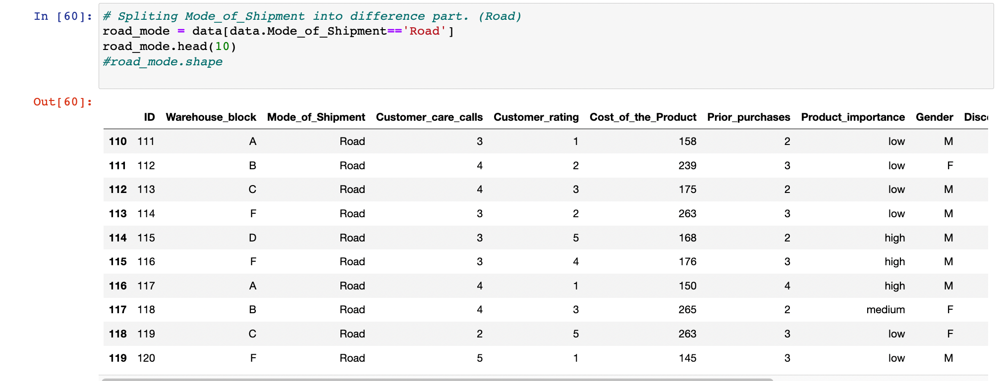 In [60]: # Spliting Mode_of_Shipment into difference part. (Road)
road_mode = data[data.Mode_of_Shipment=='Road']
road_mode.head(10)
#road_mode.shape
Out[60]:
ID Warehouse_block Mode_of_Shipment Customer_care_calls Customer_rating Cost_of_the_Product Prior_purchases Product_importance Gender Disc
110 111 A Road 3 1 158 2 low M
111 112 B Road 4 2 239 3 low F
112 113 C Road 4 3 175 2 low M
113 114 F Road 3 2 263 3 low M
114 115 D Road 3 5 168 2 high M
115 116 F Road 3 4 176 3 high M
116 117 A Road 4 1 150 4 high M
117 118 B Road 4 3 265 2 medium F
118 119 C Road 2 5 263 3 low F
119 120 F Road 5 1 145 3 low M